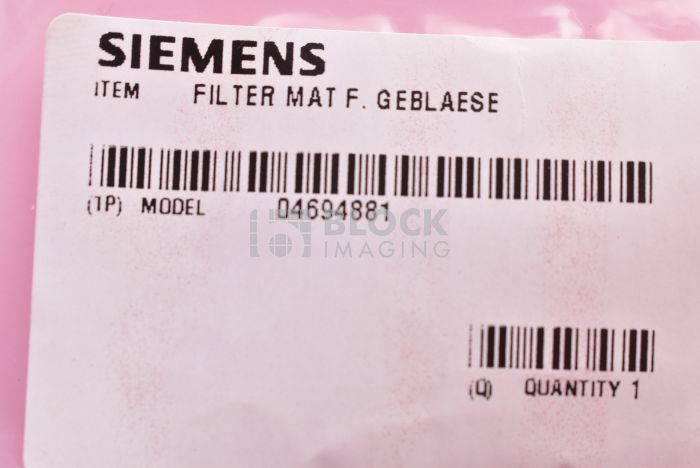 SIEMENS
ITEM FILTER MAT F. GEBLAESE
(1P) MODEL 04694881
BLOCK
IMAGING
(Q) QUANTITY 1